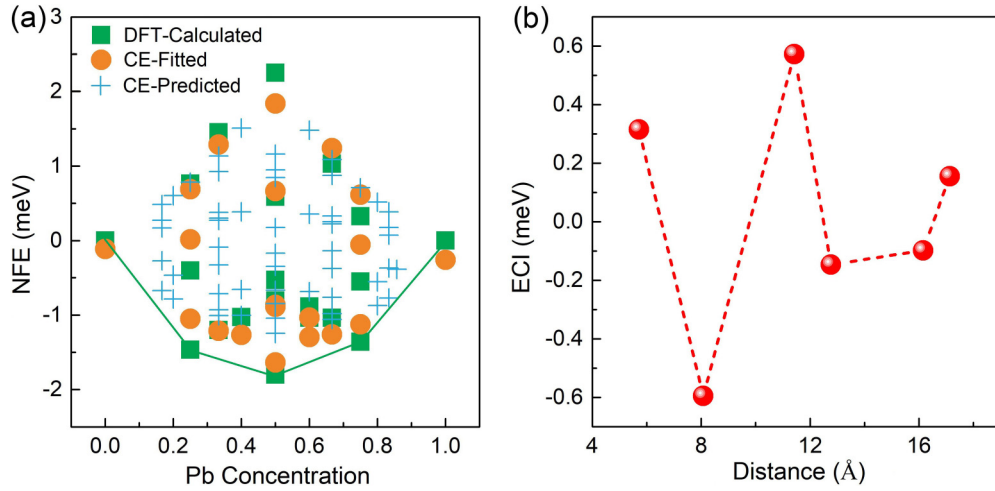 (a)
3
2
1
0
-1
-2
NFE (meV)
DFT-Calculated
CE-Fitted
CE-Predicted
0.0 0.2 0.4 0.6 0.8 1.0
Pb Concentration
(b)
0.6
0.4
0.2
0.0
-0.2
-0.4
-0.6
ECI (meV)
4 8 12 16
Distance (Å)